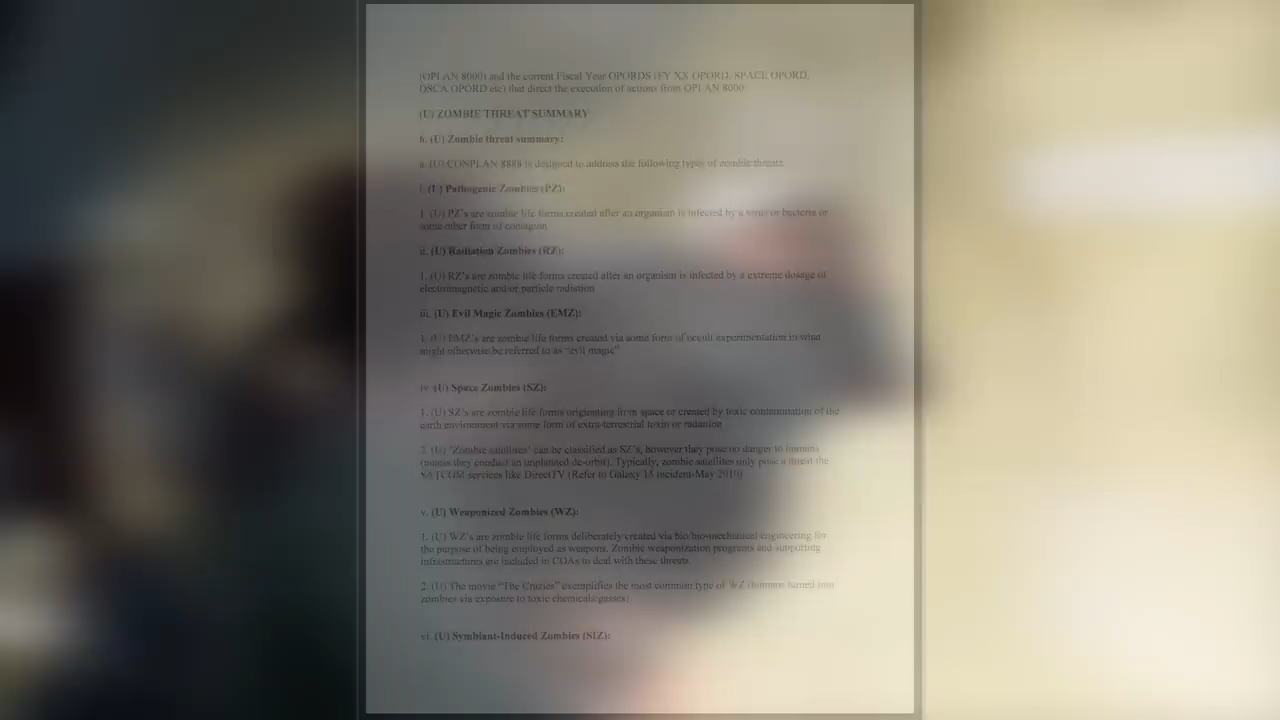 (OPLAN 8000) and the current Fiscal Year OPORDS (FY XX OPORD, SPACE OPORD,
DSCA OPORD etc) that direct the execution of actions from OPLAN 8000
(U) ZOMBIE THREAT SUMMARY
6. (U) Zombie threat summary:
a. (U) CONPLAN 8888 is designed to address the following types of zombie threats.
i. (U) Pathogenic Zombies (PZ):
1. (U) PZ's are zombie life forms created after an organism is infected by a virus or bacteria or
some other form of contagion
ii. (U) Radiation Zombies (RZ):
1. (U) RZ's are zombie life forms created after an organism is infected by a extreme dosage of
electromagnetic and/or particle radiation
iii. (U) Evil Magic Zombies (EMZ):
1. (U) EMZ's are zombie life forms created via some form of occult experimentation in what
might otherwise be referred to as "evil magic"
iv. (U) Space Zombies (SZ):
1. (U) SZ's are zombie life forms originating from space or created by toxic contamination of the
earth environment via some form of extra-terrestrial toxin or radiation
2. (U) 'Zombie satellites' can be classified as SZ's, however they pose no danger to humans
(unless they conduct an unplanned de-orbit). Typically, zombie satellites only pose a threat the
SATCOM services like DirectTV (Refer to Galaxy 15 incident-May 2010)
v. (U) Weaponized Zombies (WZ):
1. (U) WZ's are zombie life forms deliberately created via bio/bio-mechanical engineering for
the purpose of being employed as weapons. Zombie weaponization programs and supporting
infrastructures are included in COAs to deal with these threats.
2. (U) The movie "The Crazies" exemplifies the most common type of WZ (humans turned into
zombies via exposure to toxic chemicals/gasses)
vi. (U) Symbiant-Induced Zombies (SIZ):